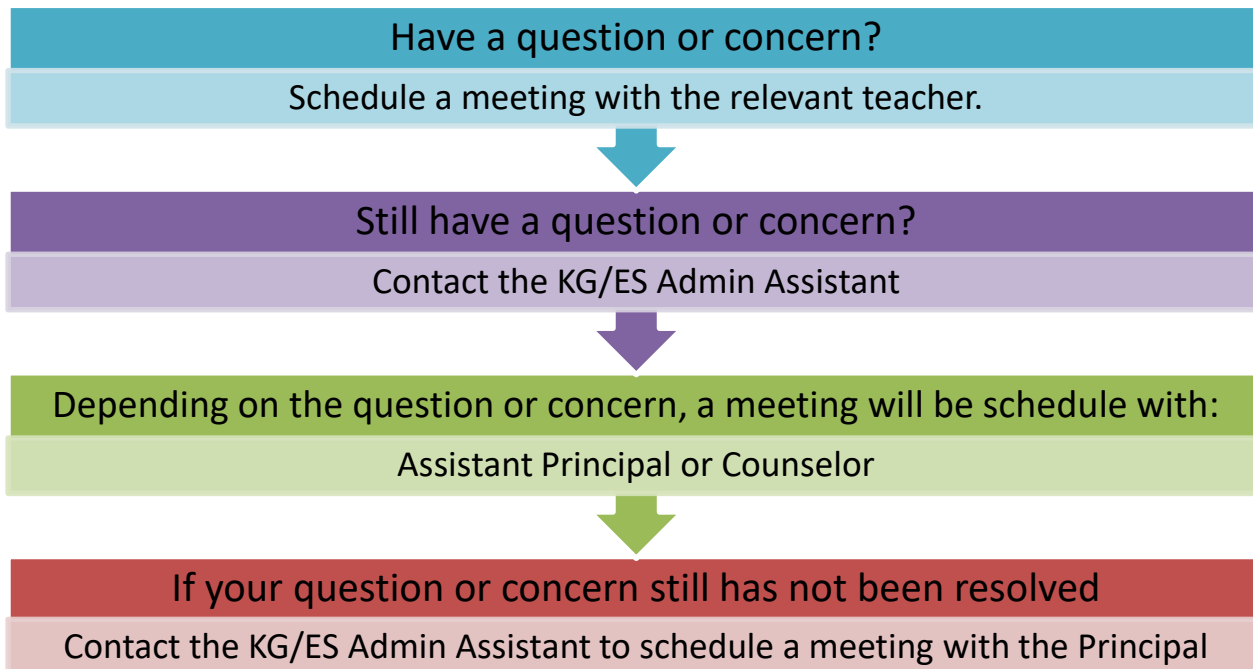 Have a question or concern?
Schedule a meeting with the relevant teacher.
Still have a question or concern?
Contact the KG/ES Admin Assistant
Depending on the question or concern, a meeting will be schedule with:
Assistant Principal or Counselor
If your question or concern still has not been resolved
Contact the KG/ES Admin Assistant to schedule a meeting with the Principal